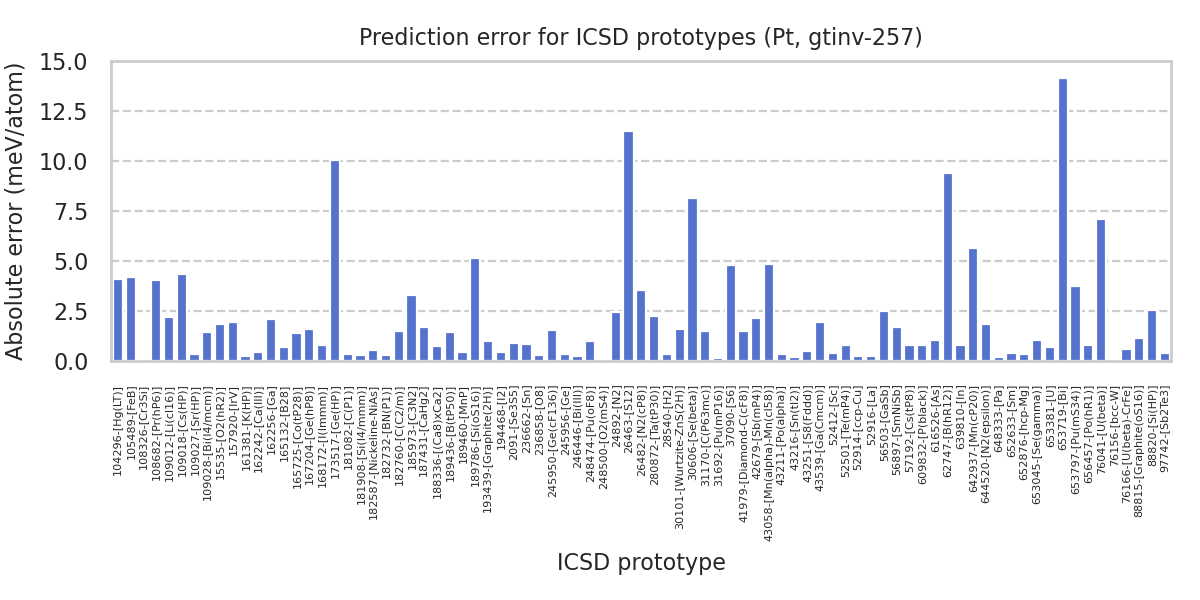 Prediction error for ICSD prototypes (Pt, gtinv-257)
Absolute error (meV/atom)
15.0
12.5
10.0
7.5
5.0
2.5
0.0
104296-[Hg(LT)]
105489-[FeB]
108326-[Cr3Si]
108682-[Pr(hP6)]
109012-[Li(cI16)]
109018-[Cs(HP)]
109027-[Sr(HP)]
109028-[Bi(I4/mcm)]
15535-[O2(hR2)]
157920-[IrV]
161381-[K(HP)]
162242-[Ca(III)]
162256-[Ga]
165132-[B28]
165725-[Co(tP28)]
167204-[Ge(hP8)]
168172-[I(Immm)]
173517-[Ge(HP)]
181082-[C(P1)]
181908-[Si(I4/mmm)]
182587-[Nickeline-NiAs]
182732-[BN(P1)]
182760-[C(C2/m)]
185973-[C3N2]
187431-[CaHg2]
188336-[(Ca8)xCa2]
189436-[B(tP50)]
189460-[MnP]
189786-[Si(oS16)]
193439-[Graphite(2H)]
194468-[I2]
2091-[Se3S5]
236662-[Sn]
236858-[O8]
245950-[Ge(cF136)]
245956-[Ge]
246446-[Bi(III)]
248474-[Pu(oF8)]
248500-[O2(mS4)]
24892-[N2]
26463-[S12]
26482-[N2(cP8)]
280872-[Ta(tP30)]
28540-[H2]
30101-[Wurtzite-ZnS(2H)]
30606-[Se(beta)]
31170-[C(P63mc)]
31692-[Pu(mP16)]
37090-[S6]
41979-[Diamond-C(cF8)]
42679-[Sb(mP4)]
43058-[Mn(alpha)-Mn(cI58)]
43211-[Po(alpha)]
43216-[Sn(tI2)]
43251-[S8(Fddd)]
43539-[Ga(Cmcm)]
52412-[Sc]
52501-[Te(mP4)]
52914-[ccp-Cu]
52916-[La]
56503-[GaSb]
56897-[SmNiSb]
57192-[Cs(tP8)]
609832-[P(black)]
616526-[As]
62747-[B(hR12)]
639810-[In]
642937-[Mn(cP20)]
644520-[N2(epsilon)]
648333-[Pa]
652633-[Sm]
652876-[hcp-Mg]
653045-[Se(gamma)]
653381-[U]
653719-[Bi]
653797-[Pu(mS34)]
656457-[Po(hR1)]
76041-[U(beta)]
76156-[bcc-W]
76166-[U(beta)-CrFe]
88815-[Graphite(oS16)]
88820-[Si(HP)]
97742-[Sb2Te3]
ICSD prototype